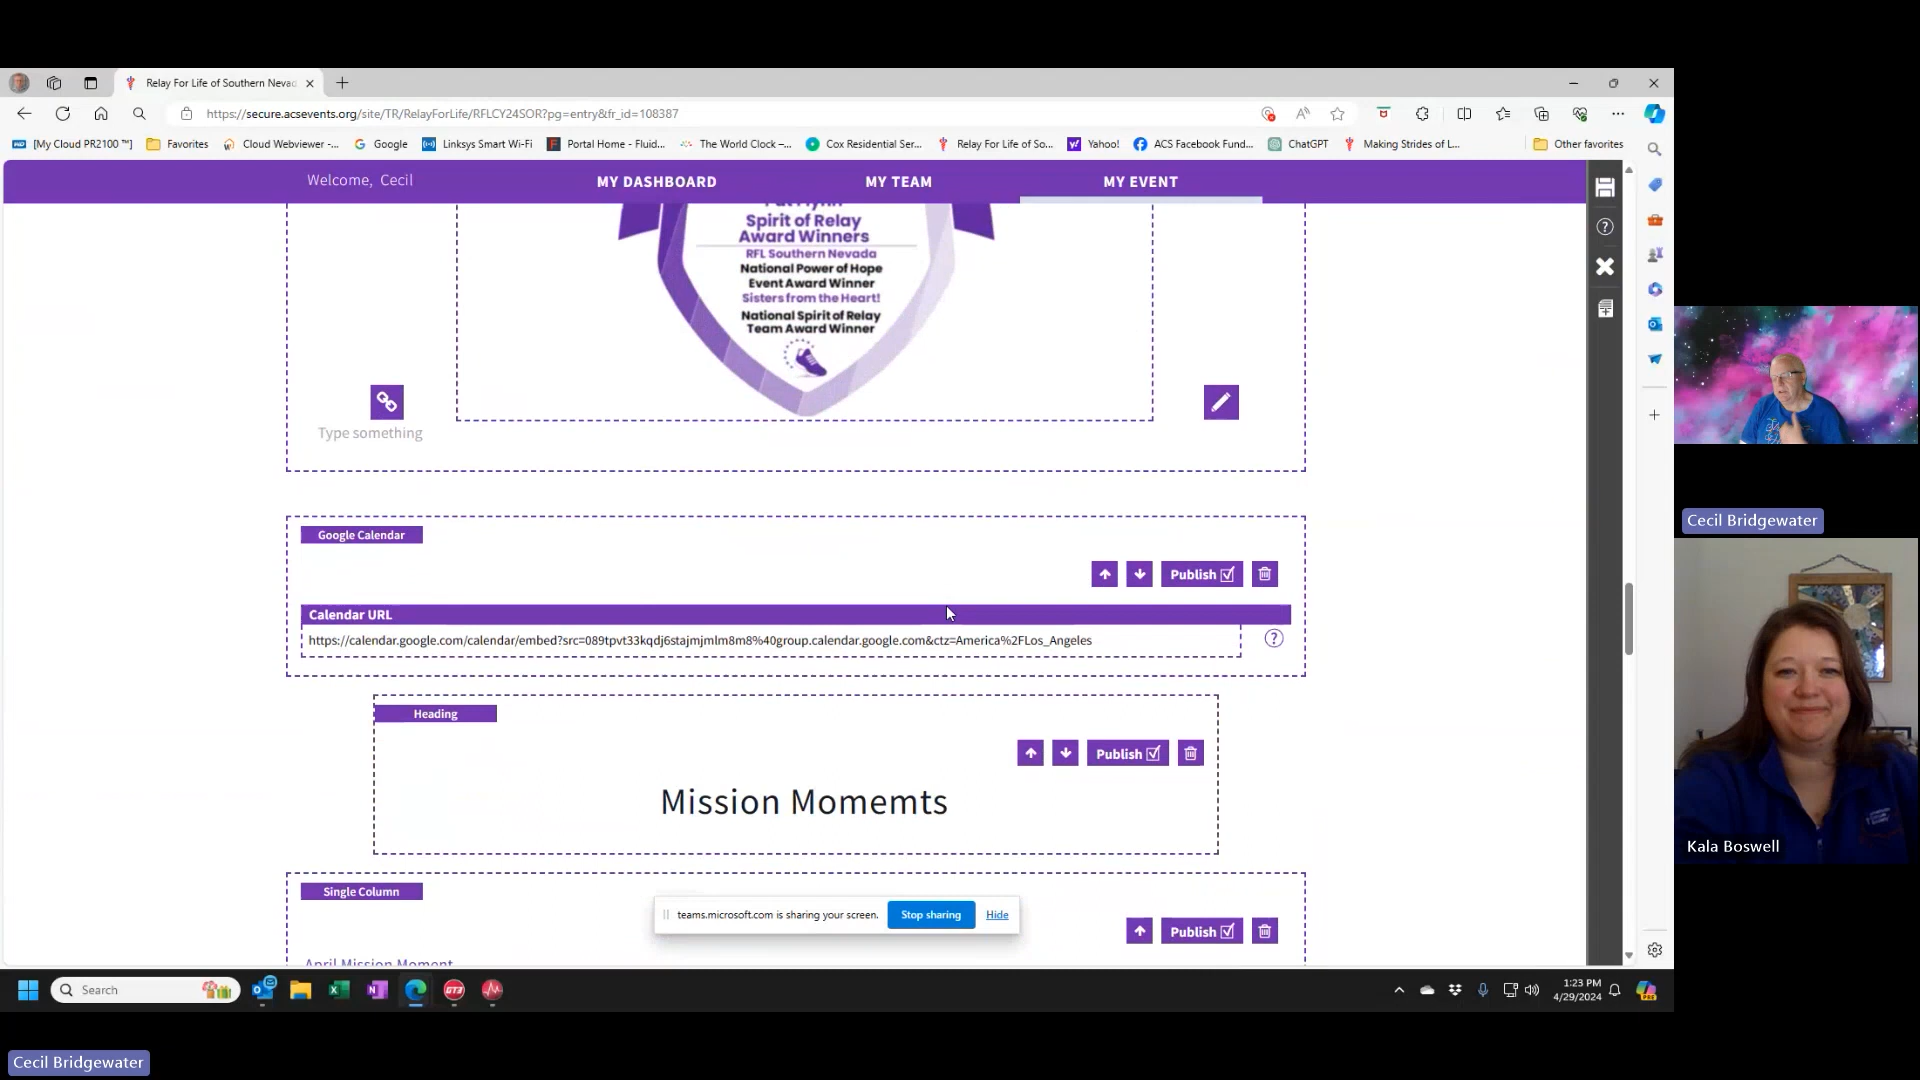 Relay For Life of Southern Nevad
https://secure.acsevents.org/site/TR/RelayForLife/RFLCY24SOR?pg=entry&fr_id=108387
[My Cloud PR2100 ™] Favorites Cloud Webviewer -... Google Linksys Smart Wi-Fi Portal Home - Fluid... The World Clock —... Cox Residential Ser... Relay For Life of So... Yahoo! ACS Facebook Fund... ChatGPT Making Strides of L... Other favorites
Welcome, Cecil MY DASHBOARD MY TEAM MY EVENT
Spirit of Relay
Award Winners
RFL Southern Nevada
National Power of Hope
Event Award Winner
Sisters from the Heart!
National Spirit of Relay
Team Award Winner
Type something
Google Calendar
Publish
Calendar URL
https://calendar.google.com/calendar/embed?src=089tpvt33kqdj6stajmjmlm8m8%40group.calendar.google.com&ctz=America%2FLos_Angeles
Heading
Publish
Mission Momemts
Single Column
Publish
April Mission Moment
teams.microsoft.com is sharing your screen. Stop sharing Hide
Search
GT3
1:23 PM
4/29/2024
Cecil Bridgewater
Kala Boswell
Cecil Bridgewater